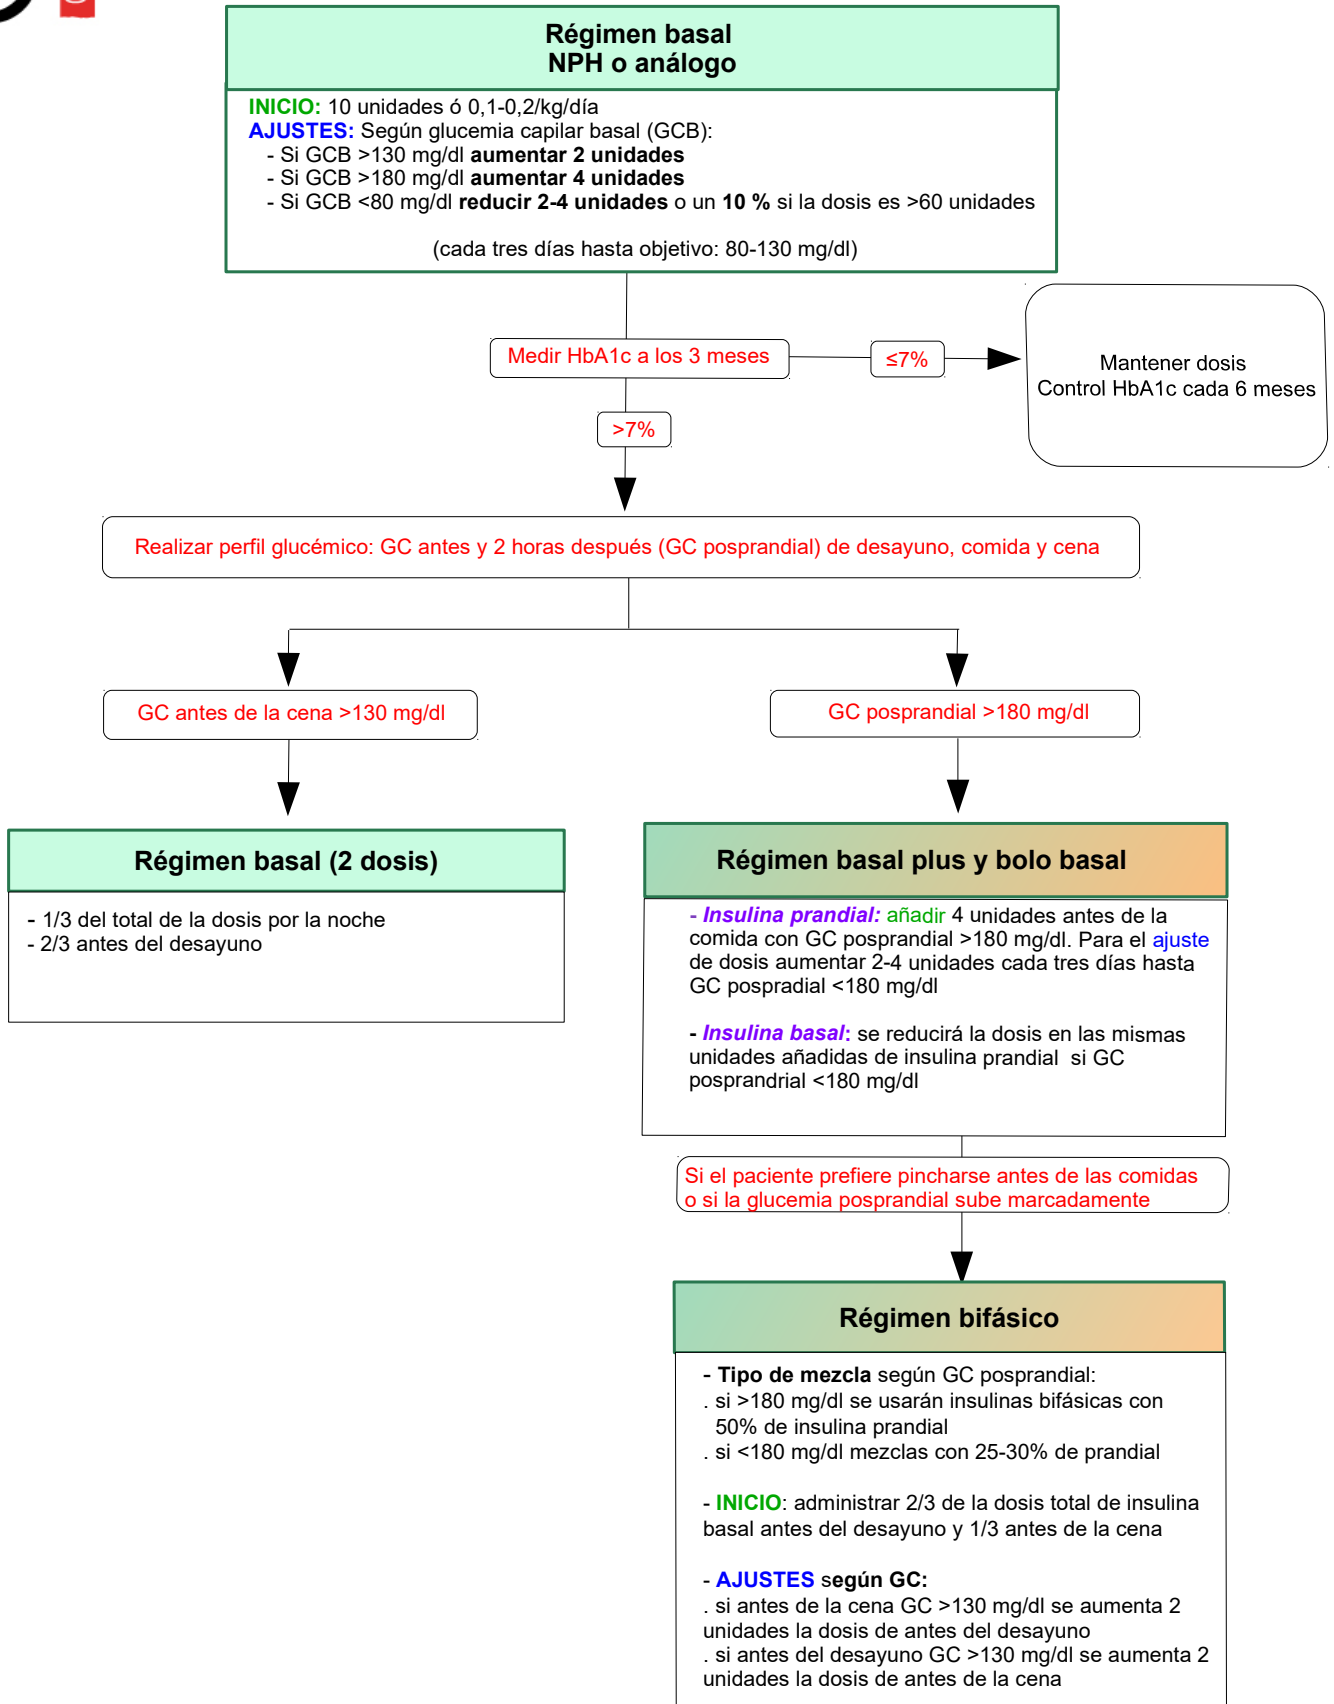 Régimen basal
NPH o análogo
INICIO: 10 unidades ó 0,1-0,2/kg/día
AJUSTES: Según glucemia capilar basal (GCB):
- Si GCB >130 mg/dl aumentar 2 unidades
- Si GCB >180 mg/dl aumentar 4 unidades
- Si GCB <80 mg/dl reducir 2-4 unidades o un 10 % si la dosis es >60 unidades
(cada tres días hasta objetivo: 80-130 mg/dl)
Medir HbA1c a los 3 meses
≤7%
Mantener dosis
Control HbA1c cada 6 meses
>7%
Realizar perfil glucémico: GC antes y 2 horas después (GC posprandial) de desayuno, comida y cena
GC antes de la cena >130 mg/dl
GC posprandial >180 mg/dl
Régimen basal (2 dosis)
- 1/3 del total de la dosis por la noche
- 2/3 antes del desayuno
Régimen basal plus y bolo basal
- Insulina prandial: añadir 4 unidades antes de la
comida con GC posprandial >180 mg/dl. Para el ajuste
de dosis aumentar 2-4 unidades cada tres días hasta
GC pospradial <180 mg/dl
- Insulina basal: se reducirá la dosis en las mismas
unidades añadidas de insulina prandial si GC
posprandrial <180 mg/dl
Si el paciente prefiere pincharse antes de las comidas
o si la glucemia posprandial sube marcadamente
Régimen bifásico
- Tipo de mezcla según GC posprandial:
. si >180 mg/dl se usarán insulinas bifásicas con
50% de insulina prandial
. si <180 mg/dl mezclas con 25-30% de prandial
- INICIO: administrar 2/3 de la dosis total de insulina
basal antes del desayuno y 1/3 antes de la cena
- AJUSTES según GC:
. si antes de la cena GC >130 mg/dl se aumenta 2
unidades la dosis de antes del desayuno
. si antes del desayuno GC >130 mg/dl se aumenta 2
unidades la dosis de antes de la cena